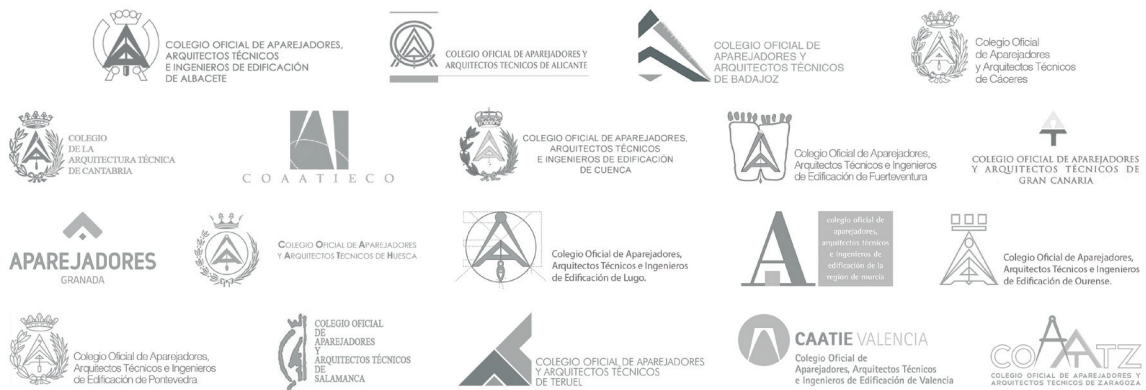 COLEGIO OFICIAL DE APAREJADORES,
ARQUITECTOS TÉCNICOS
E INGENIEROS DE EDIFICACIÓN
DE ALBACETE
COLEGIO OFICIAL DE APAREJADORES Y
ARQUITECTOS TECNICOS DE ALICANTE
COLEGIO OFICIAL DE
APAREJADORES Y
ARQUITECTOS TÉCNICOS
DE BADAJOZ
Colegio Oficial
de Aparejadores
y Arquitectos Técnicos
de Cáceres
COLEGIO
DE LA
ARQUITECTURA TÉCNICA
DE CANTABRIA
COAATIECO
COLEGIO OFICIAL DE APAREJADORES,
ARQUITECTOS TÉCNICOS
E INGENIEROS DE EDIFICACIÓN
DE CUENCA
Colegio Oficial de Aparejadores,
Arquitectos Técnicos e Ingenieros
de Edificación de Fuerteventura
COLEGIO OFICIAL DE APAREJADORES
Y ARQUITECTOS TÉCNICOS DE
GRAN CANARIA
APAREJADORES
GRANADA
COLEGIO OFICIAL DE APAREJADORES
Y ARQUITECTOS TECNICOS DE HUESCA
Colegio Oficial de Aparejadores,
Arquitectos Técnicos e Ingenieros
de Edificación de Lugo.
A
colegio oficial de
aparejadores,
arquitectos técnicos
e ingenieros de
edificación de la
región de murcia
Colegio Oficial de Aparejadores,
Arquitectos Técnicos e Ingenieros
de Edificación de Ourense.
Colegio Oficial de Aparejadores,
Arquitectos Técnicos e Ingenieros
de Edificación de Pontevedra
COLEGIO OFICIAL
DE
APAREJADORES
Y
ARQUITECTOS TÉCNICOS
DE
SALAMANCA
COLEGIO OFICIAL DE APAREJADORES
Y ARQUITECTOS TÉCNICOS
DE TERUEL
CAATIE VALENCIA
Colegio Oficial de
Aparejadores, Arquitectos Técnicos
e Ingenieros de Edificación de Valencia
COAATZ
COLEGIO OFICIAL DE APAREJADORES Y
ARQUITECTOS TECNICOS DE ZARAGOZA